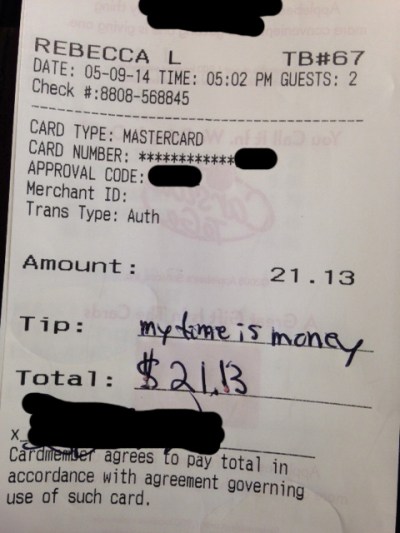 REBECCA L TB#67
DATE: 05-09-14 TIME: 05:02 PM GUESTS: 2
Check #:8808-568845
CARD TYPE: MASTERCARD
CARD NUMBER: ************
APPROVAL CODE:
Merchant ID:
Trans Type: Auth
Amount: 21.13
Tip: my time is money
Total: $21.13
x
Cardmember agrees to pay total in
accordance with agreement governing
use of such card.